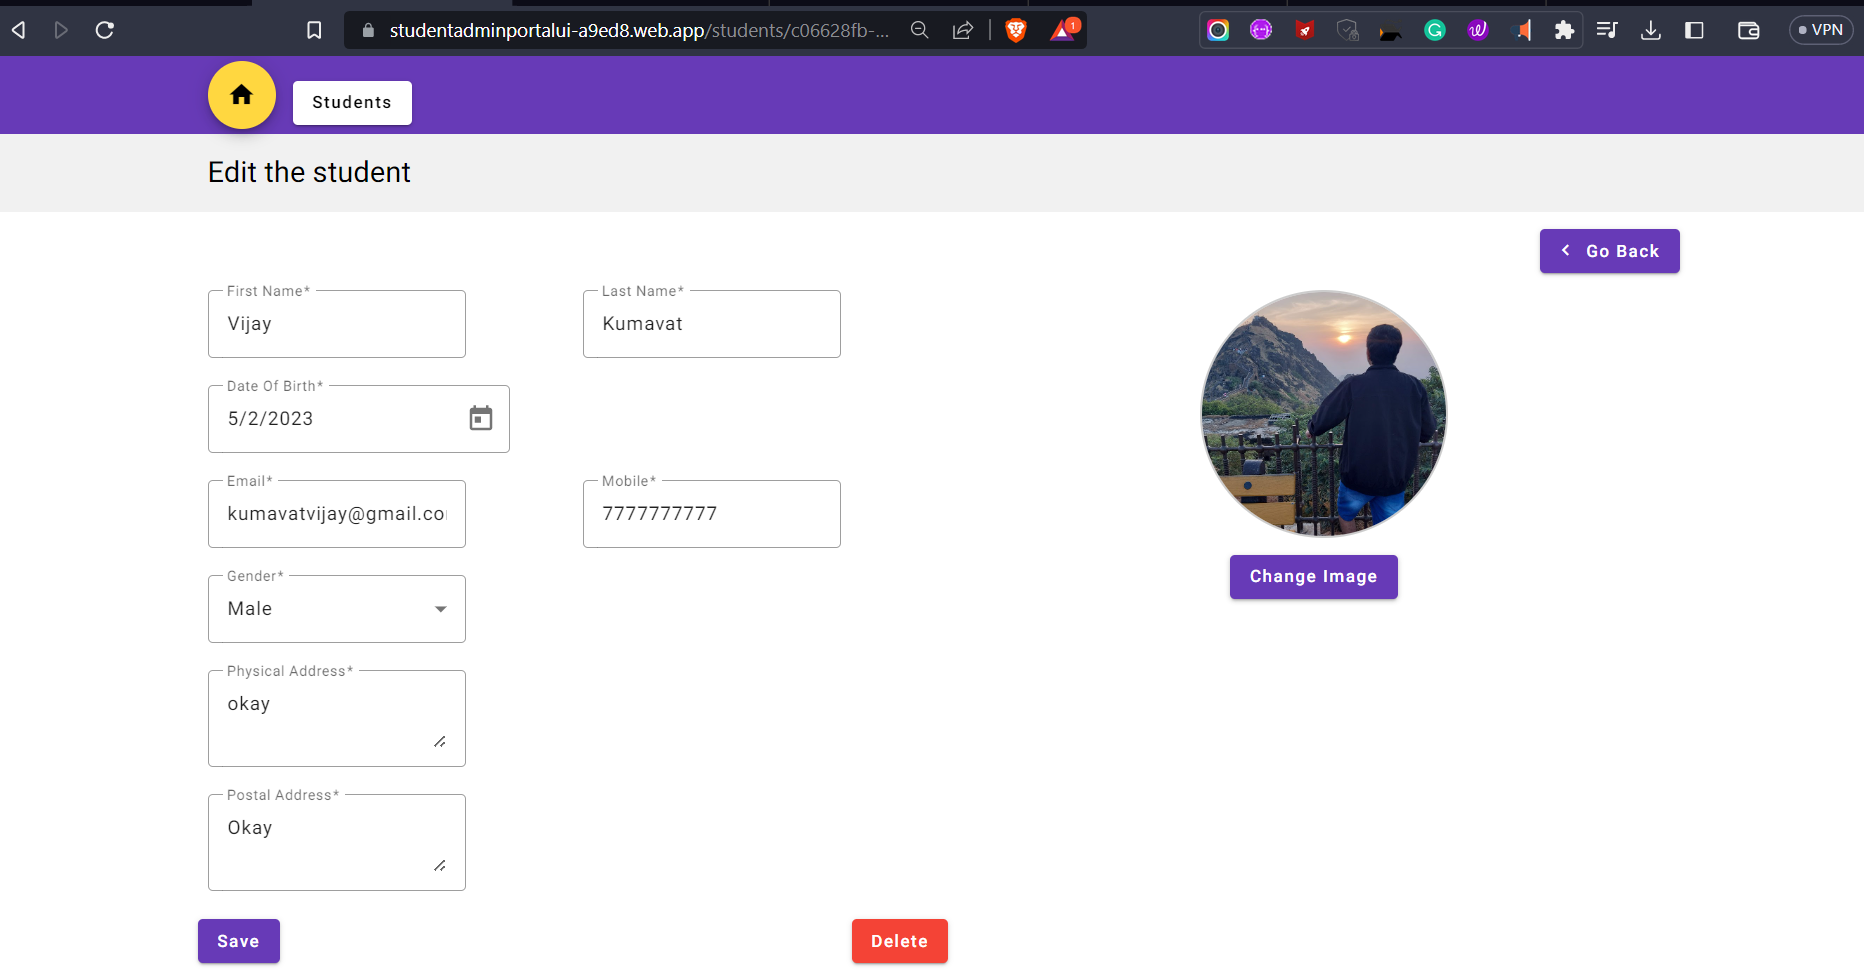 studentadminportalui-a9ed8.web.app/students/c06628fb-...
1
VPN
Students
Edit the student
Go Back
First Name*
Vijay
Last Name*
Kumavat
Date Of Birth*
5/2/2023
Email*
kumavatvijay@gmail.co
Mobile*
7777777777
Gender*
Male
Change Image
Physical Address*
okay
Postal Address*
Okay
Save
Delete